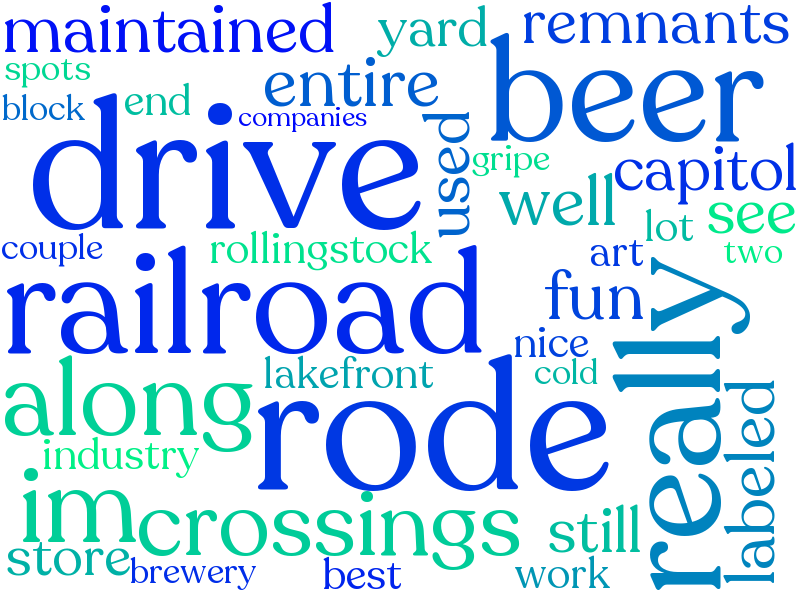 maintained
yard
remnants
spots
entire
beer
block
end
companies
drive
used
gripe
capitol
well
see
couple
rollingstock
lot
art
two
railroad
fun
really
nice
along
lakefront
cold
rode
labeled
industry
im
crossings
still
store
brewery
best
work